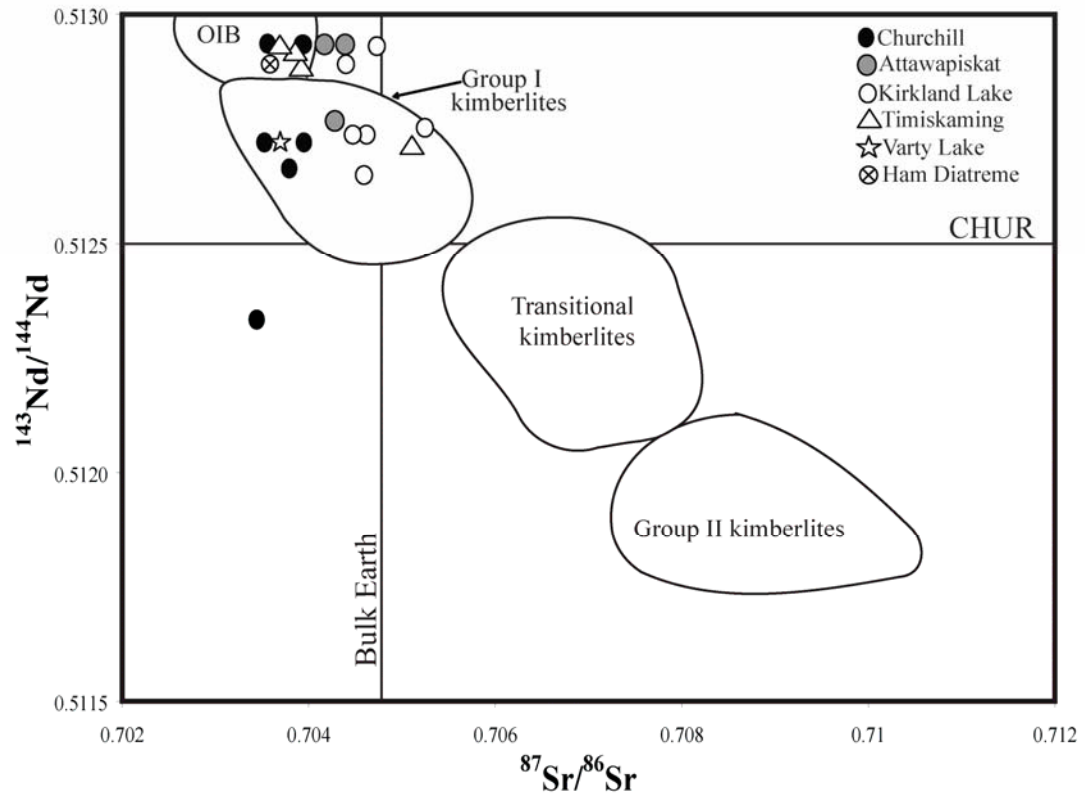 0.5130
OIB
Churchill
Attawapiskat
Kirkland Lake
Timiskaming
Varty Lake
Ham Diatreme
Group I
kimberlites
0.5125
CHUR
Transitional
kimberlites
143Nd/144Nd
0.5120
Group II kimberlites
Bulk Earth
0.5115
0.702
0.704
0.706
0.708
0.71
0.712
87Sr/86Sr